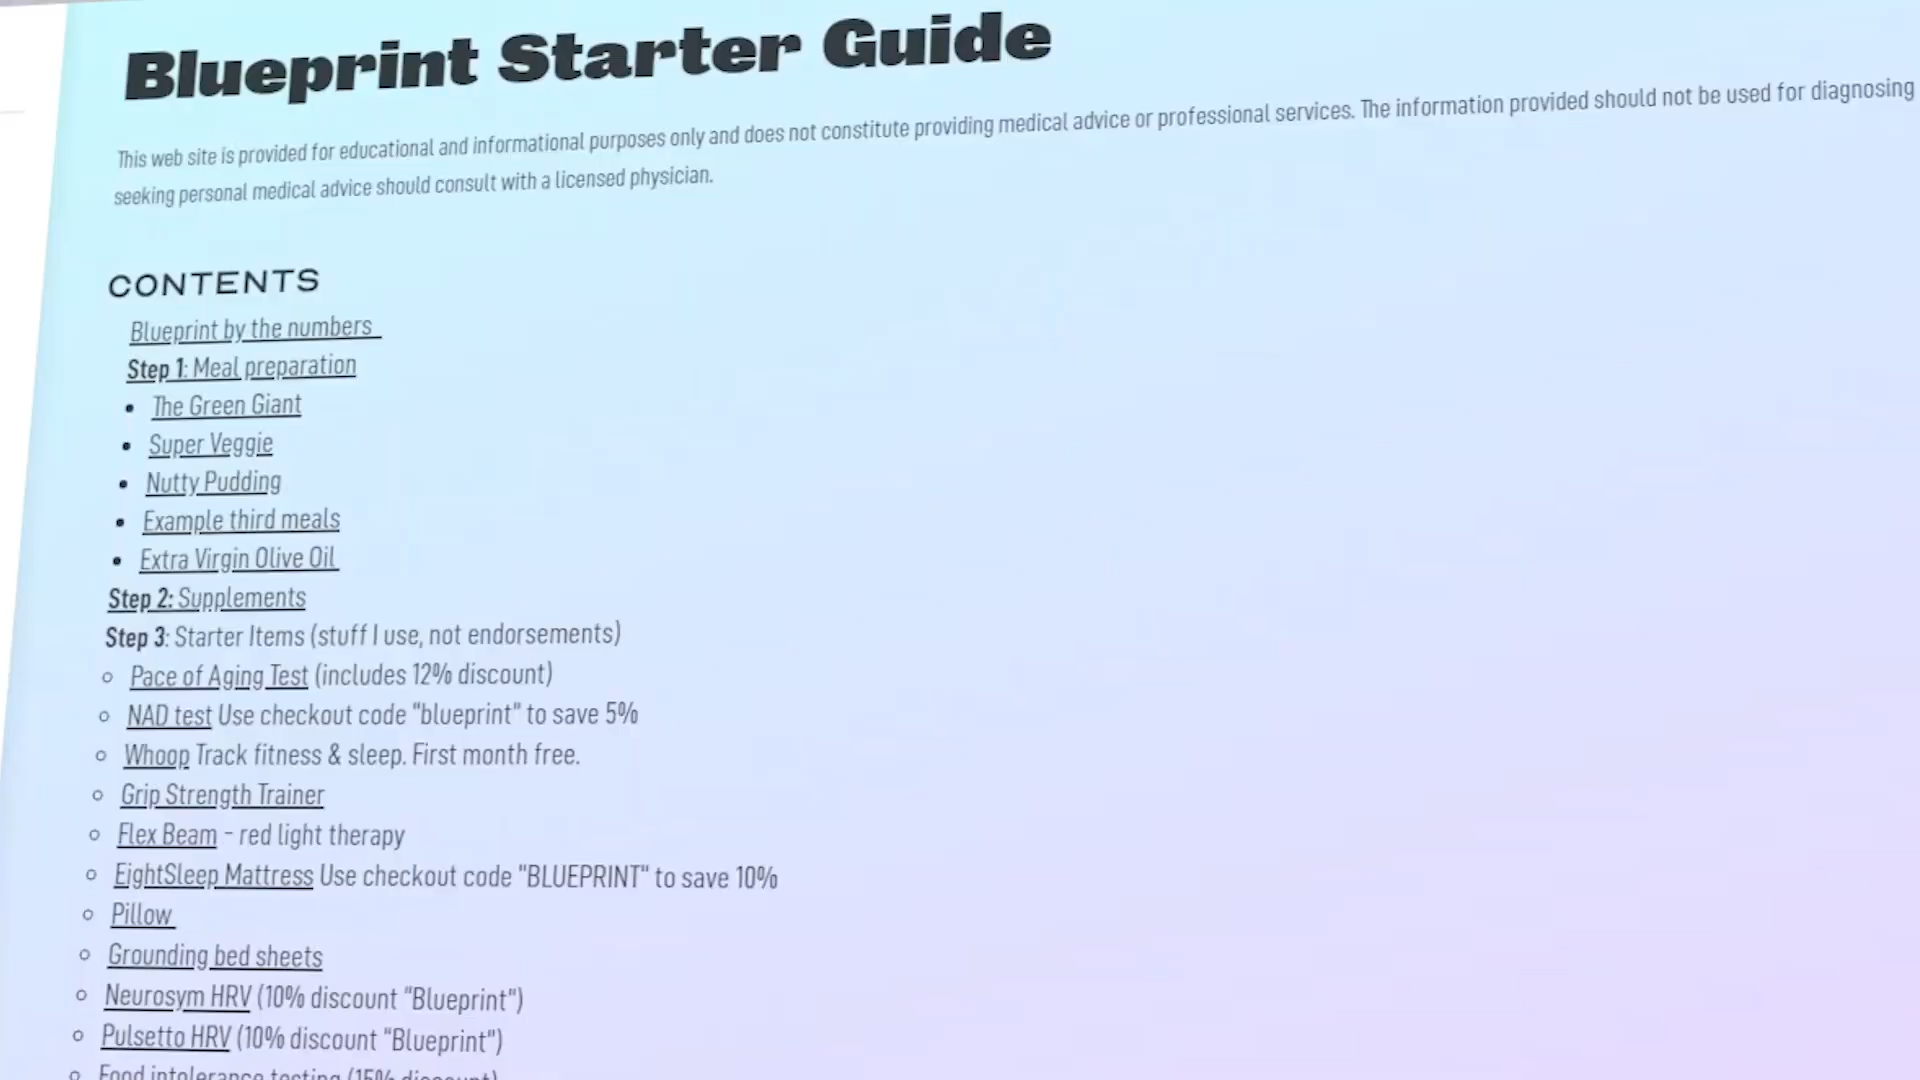 Blueprint Starter Guide
This web site is provided for educational and informational purposes only and does not constitute providing medical advice or professional services. The information provided should not be used for diagnosing
seeking personal medical advice should consult with a licensed physician.
CONTENTS
Blueprint by the numbers
Step 1: Meal preparation
• The Green Giant
• Super Veggie
• Nutty Pudding
• Example third meals
• Extra Virgin Olive Oil
Step 2: Supplements
Step 3: Starter Items (stuff I use, not endorsements)
○ Pace of Aging Test (includes 12% discount)
○ NAD test Use checkout code "blueprint" to save 5%
○ Whoop Track fitness & sleep. First month free.
○ Grip Strength Trainer
○ Flex Beam - red light therapy
○ EightSleep Mattress Use checkout code "BLUEPRINT" to save 10%
○ Pillow
○ Grounding bed sheets
○ Neurosym HRV (10% discount "Blueprint")
○ Pulsetto HRV (10% discount "Blueprint")
○ Food intolerance testing (15% discount)